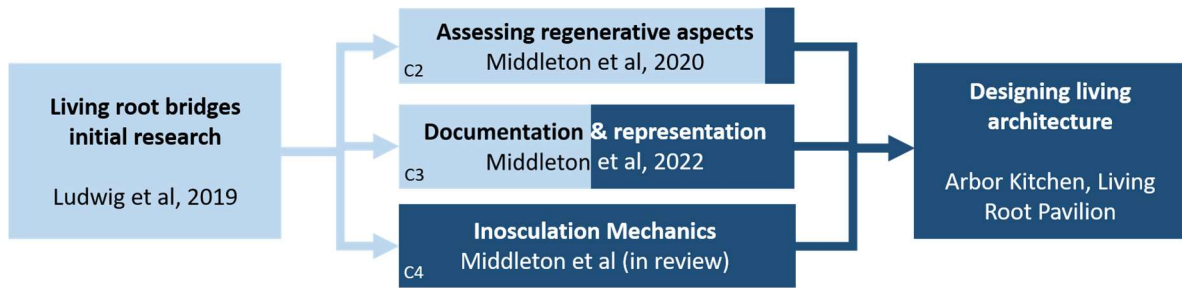 Living root bridges
initial research
Ludwig et al, 2019
Assessing regenerative aspects
Middleton et al, 2020
C2
Documentation & representation
Middleton et al, 2022
C3
Inosculation Mechanics
Middleton et al (in review)
C4
Designing living
architecture
Arbor Kitchen, Living
Root Pavilion